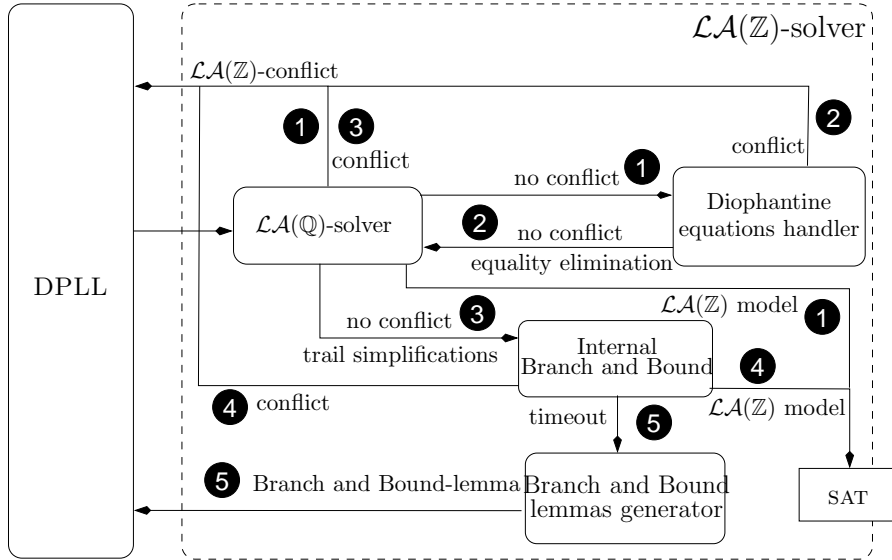 ℒ𝒜(ℤ)-solver
ℒ𝒜(ℤ)-conflict
1
3
2
conflict
conflict
no conflict
1
Diophantine
equations handler
ℒ𝒜(ℚ)-solver
2
no conflict
equality elimination
DPLL
no conflict
3
trail simplifications
ℒ𝒜(ℤ) model
1
Internal
Branch and Bound
4
4
conflict
ℒ𝒜(ℤ) model
timeout
5
5
Branch and Bound-lemma
Branch and Bound
lemmas generator
SAT